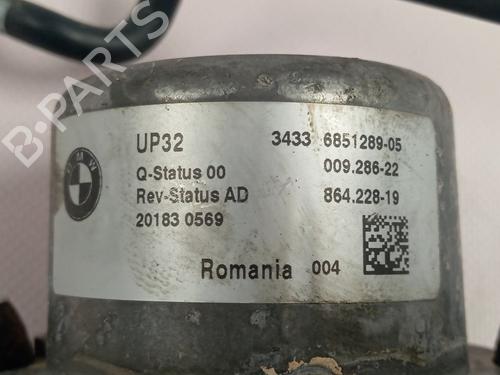 B-PARTS
BMW
UP32 3433 6851289-05
Q-Status 00 009.286-22
Rev-Status AD 864.228-19
20183 0569
Romania 004